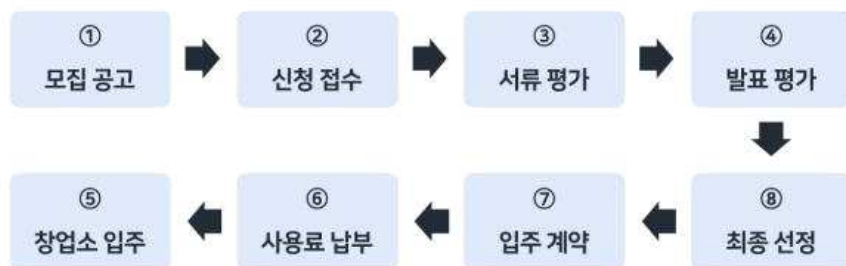 ①
모집 공고
②
신청 접수
③
서류 평가
④
발표 평가
⑤
창업소 입주
⑥
사용료 납부
⑦
입주 계약
⑧
최종 선정